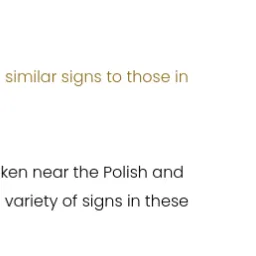 similar signs to those in
ken near the Polish and
variety of signs in these